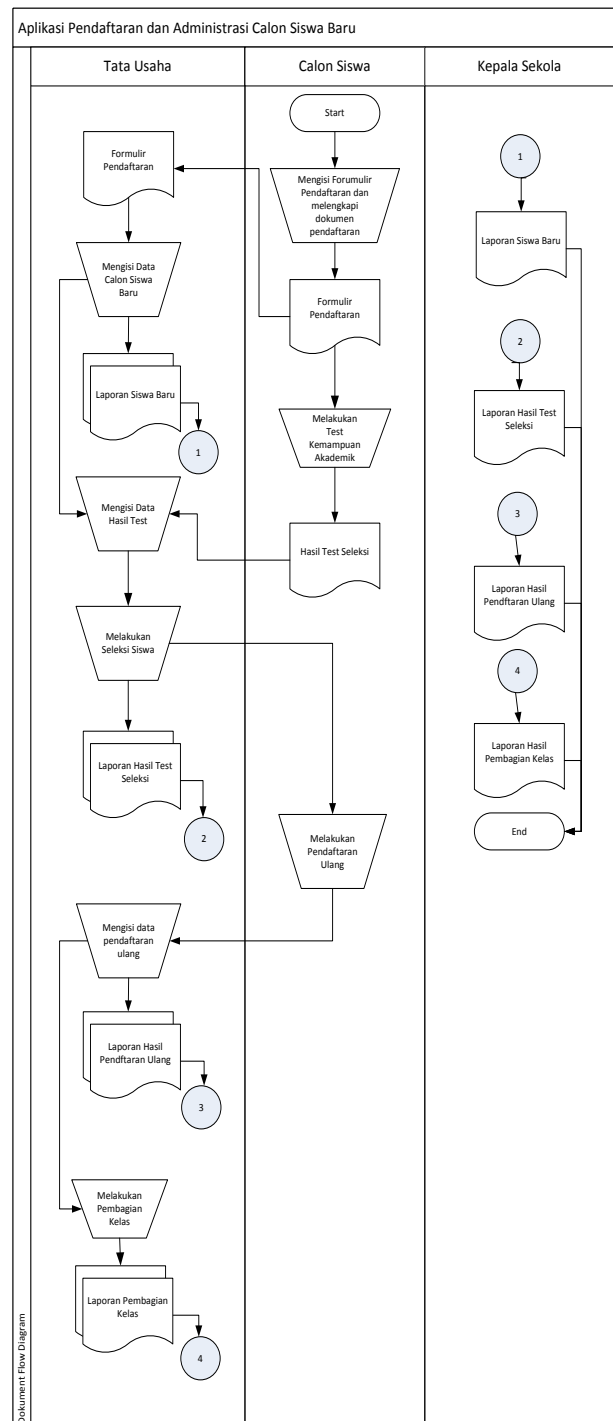 Aplikasi Pendaftaran dan Administrasi Calon Siswa Baru
Tata Usaha
Calon Siswa
Kepala Sekola
Start
Formulir
Pendaftaran
Mengisi Forumulir
Pendaftaran dan
melengkapi
dokumen
pendaftaran
1
Mengisi Data
Calon Siswa
Baru
Formulir
Pendaftaran
Laporan Siswa Baru
Laporan Siswa Baru
1
Melakukan
Test
Kemampuan
Akademik
2
Laporan Hasil Test
Seleksi
Mengisi Data
Hasil Test
Hasil Test Seleksi
3
Laporan Hasil
Pendftaran Ulang
Melakukan
Seleksi Siswa
4
Laporan Hasil
Pembagian Kelas
Laporan Hasil Test
Seleksi
2
Melakukan
Pendaftaran
Ulang
End
Mengisi data
pendaftaran
ulang
Laporan Hasil
Pendftaran Ulang
3
Melakukan
Pembagian
Kelas
Laporan Pembagian
Kelas
4
Dokument Flow Diagram